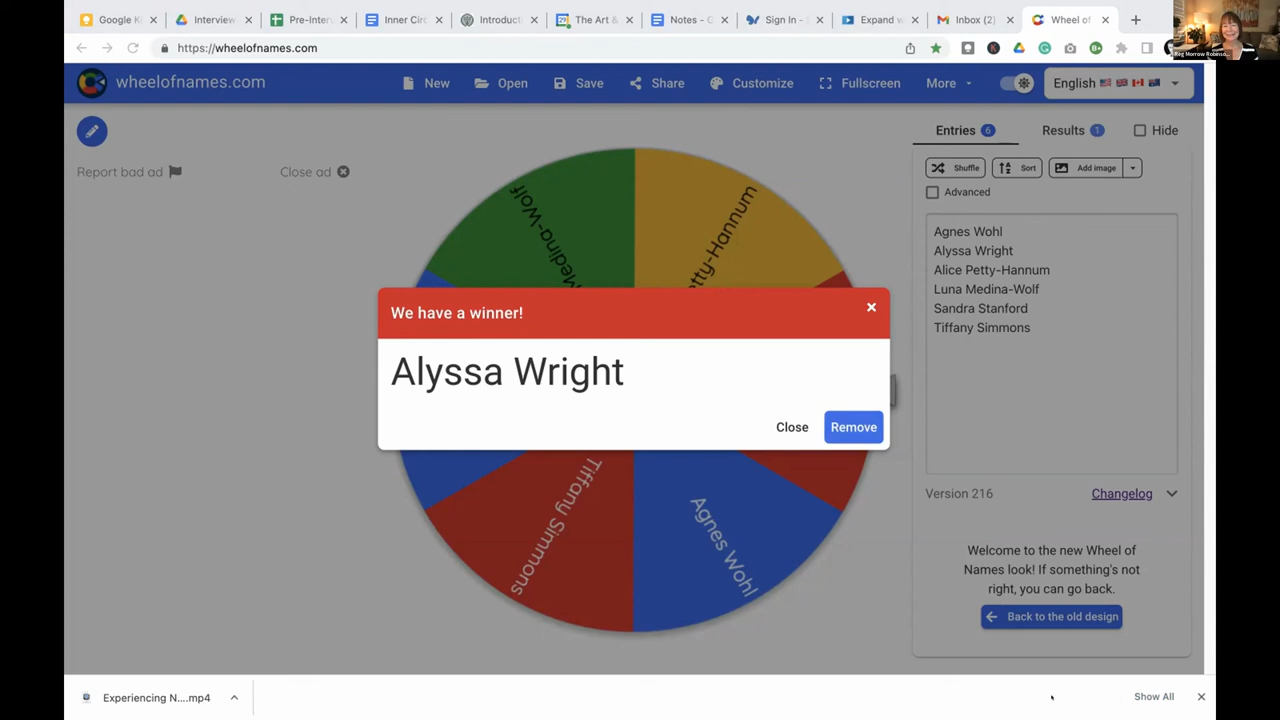 Google K
Interview
Pre-Inter
Inner Circ
Introduct
The Art &
Notes - G
Sign In - S
Expand w
Inbox (2)
Wheel of
https://wheelofnames.com
wheelofnames.com
New
Open
Save
Share
Customize
Fullscreen
More
English
Report bad ad
Close ad
Entries 6
Results 1
Hide
Shuffle
Sort
Add image
Advanced
Agnes Wohl
Alyssa Wright
Alice Petty-Hannum
Luna Medina-Wolf
Sandra Stanford
Tiffany Simmons
Medina-Wolf
etty-Hannum
We have a winner!
Alyssa Wright
Close
Remove
Tiffany Simmons
Agnes Wohl
Version 216
Changelog
Welcome to the new Wheel of
Names look! If something's not
right, you can go back.
Back to the old design
Experiencing N....mp4
Show All